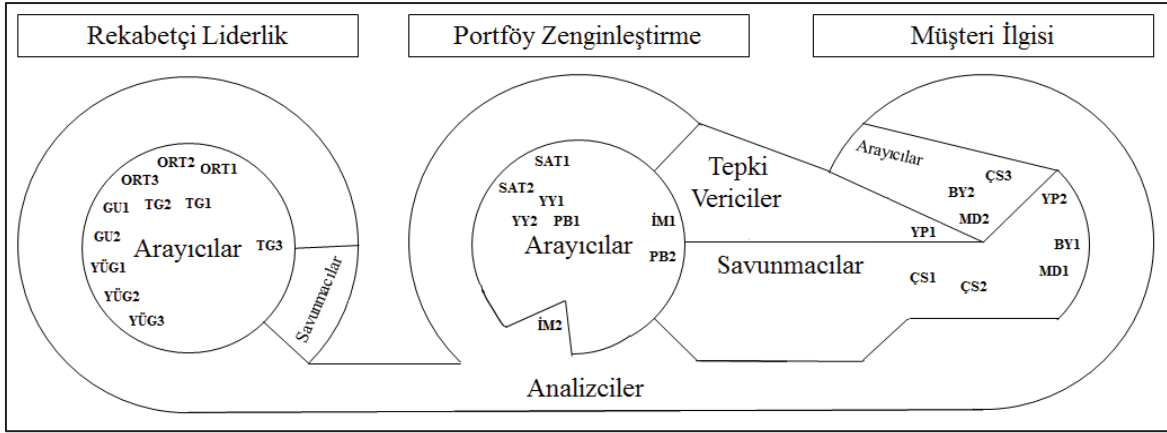 Rekabetçi Liderlik
Portföy Zenginleştirme
Müşteri İlgisi
ORT2
ORT1
ORT3
GU1
TG2
TG1
GU2
Arayıcılar
TG3
YÜG1
YÜG2
YÜG3
Savunmacılar
SAT1
SAT2
YY1
YY2
PB1
İM1
Arayıcılar
PB2
İM2
Tepki
Vericiler
Savunmacılar
Arayıcılar
ÇS3
BY2
MD2
YP1
YP2
BY1
MD1
ÇS1
ÇS2
Analizciler